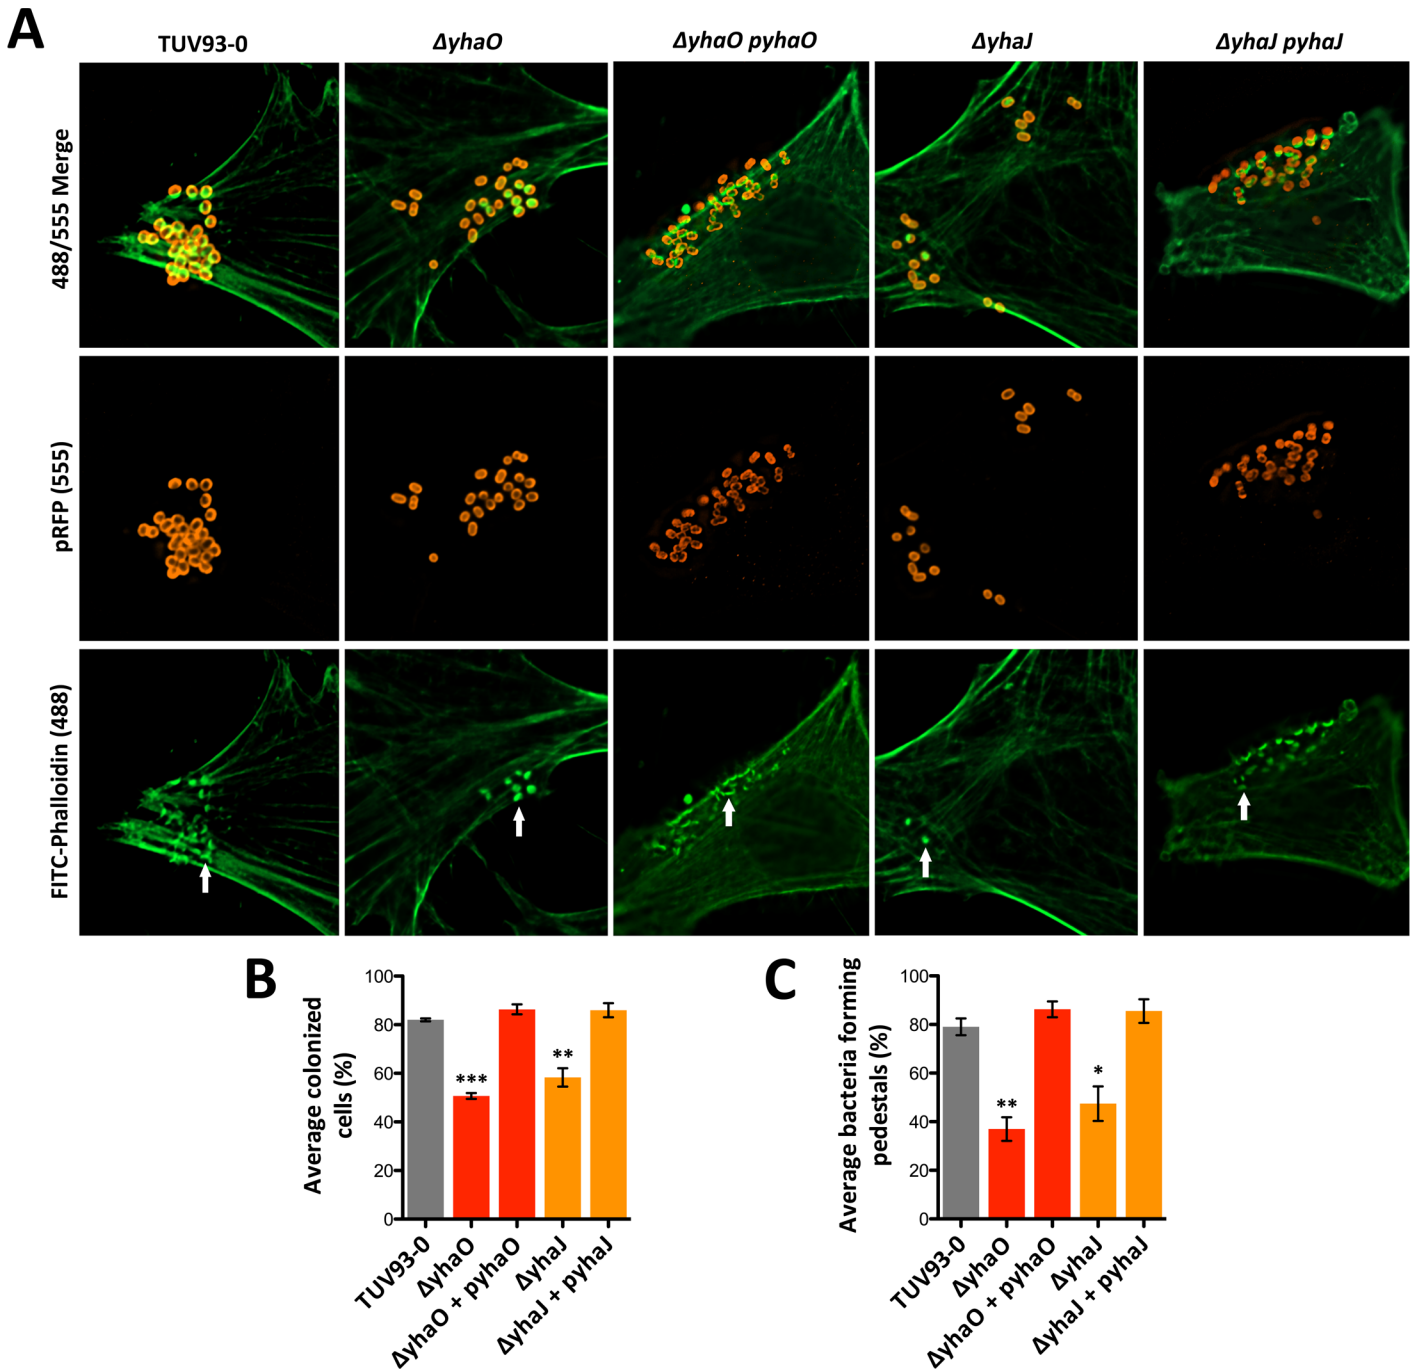 A
TUV93-0
ΔyhaO
ΔyhaO pyhaO
ΔyhaJ
ΔyhaJ pyhaJ
488/555 Merge
pRFP (555)
FITC-Phalloidin (488)
B
Average colonized
cells (%)
100
80
60
40
20
0
***
**
TUV93-0
ΔyhaO
ΔyhaO + pyhaO
ΔyhaJ
ΔyhaJ + pyhaJ
C
Average bacteria forming
pedestals (%)
100
80
60
40
20
0
**
*
TUV93-0
ΔyhaO
ΔyhaO + pyhaO
ΔyhaJ
ΔyhaJ + pyhaJ